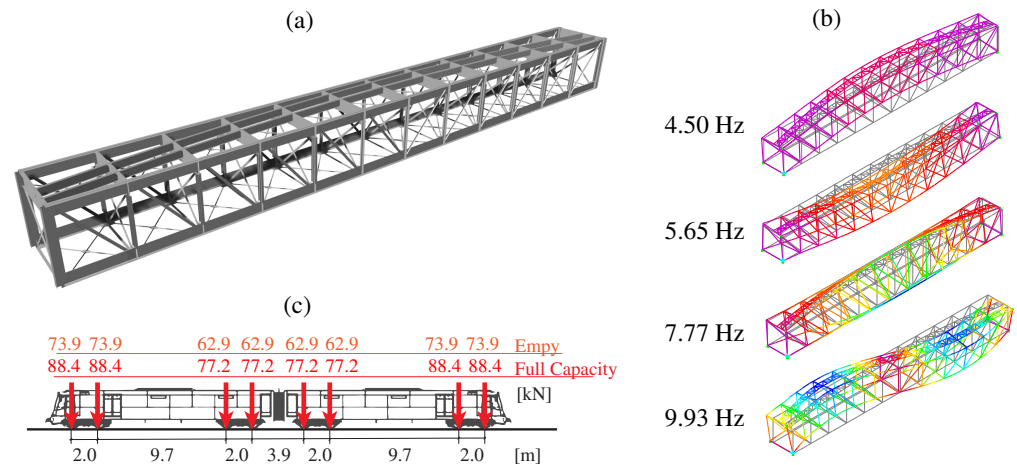 (a)
(b)
4.50 Hz
5.65 Hz
7.77 Hz
9.93 Hz
(c)
73.9 73.9 62.9 62.9 62.9 62.9 73.9 73.9 Empy
88.4 88.4 77.2 77.2 77.2 77.2 88.4 88.4 Full Capacity
[kN]
2.0 9.7 2.0 3.9 2.0 9.7 2.0 [m]